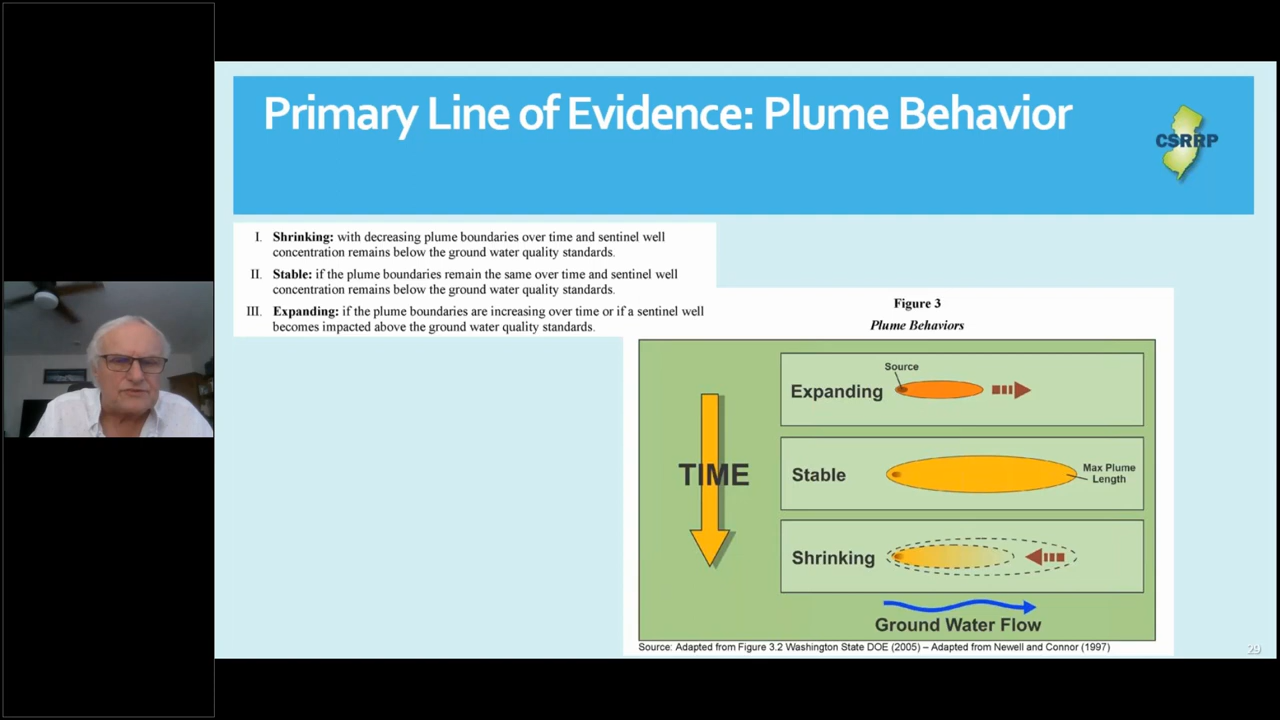 Primary Line of Evidence: Plume Behavior
CSRRP
I. Shrinking: with decreasing plume boundaries over time and sentinel well
concentration remains below the ground water quality standards.
II. Stable: if the plume boundaries remain the same over time and sentinel well
concentration remains below the ground water quality standards.
III. Expanding: if the plume boundaries are increasing over time or if a sentinel well
becomes impacted above the ground water quality standards.
Figure 3
Plume Behaviors
TIME
Source
Expanding
Stable
Max Plume
Length
Shrinking
Ground Water Flow
Source: Adapted from Figure 3.2 Washington State DOE (2005) – Adapted from Newell and Connor (1997)
29